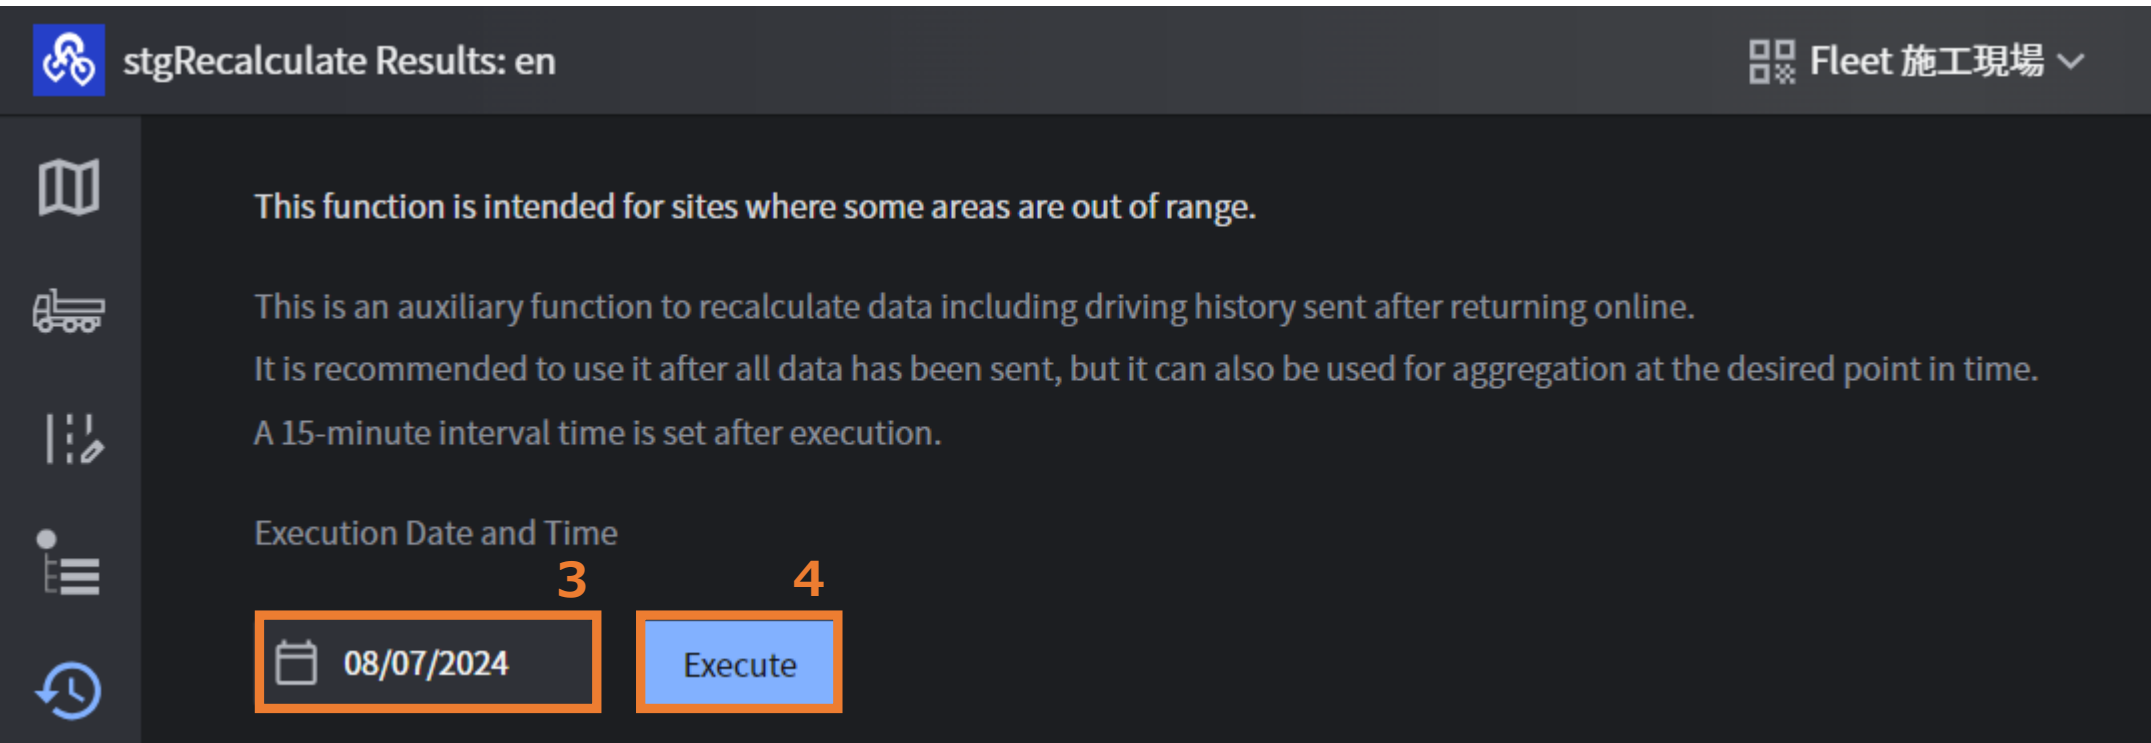 stgRecalculate Results: en
Fleet 施工現場
This function is intended for sites where some areas are out of range.
This is an auxiliary function to recalculate data including driving history sent after returning online.
It is recommended to use it after all data has been sent, but it can also be used for aggregation at the desired point in time.
A 15-minute interval time is set after execution.
Execution Date and Time
3
4
08/07/2024
Execute